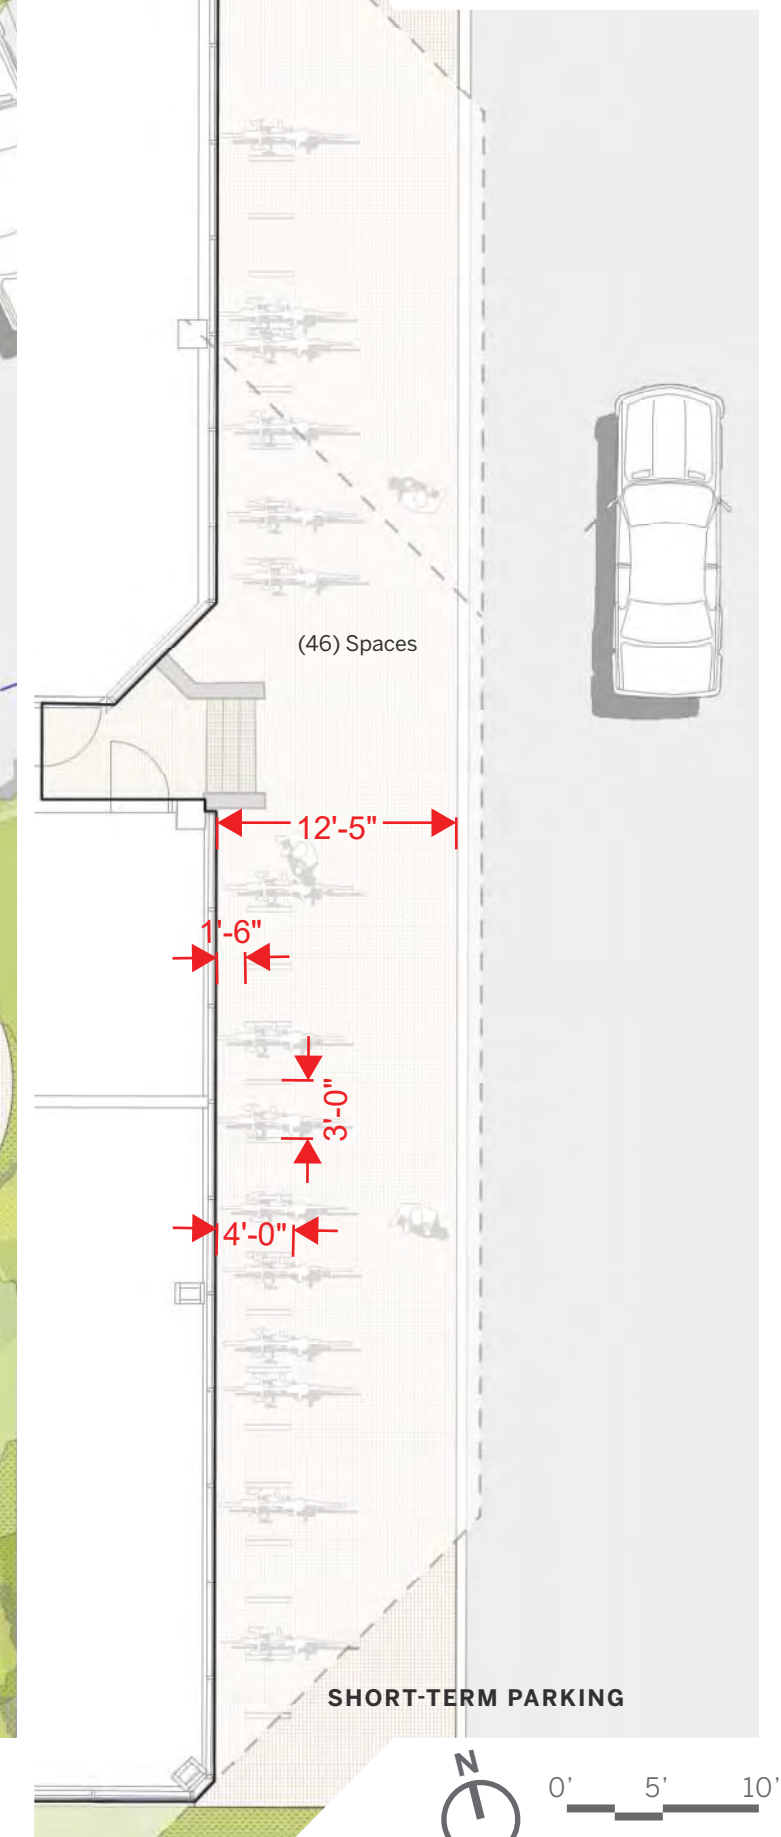 (46) Spaces
12'-5"
1'-6"
3'-0"
4'-0"
SHORT-TERM PARKING
N
0’ 5’ 10’